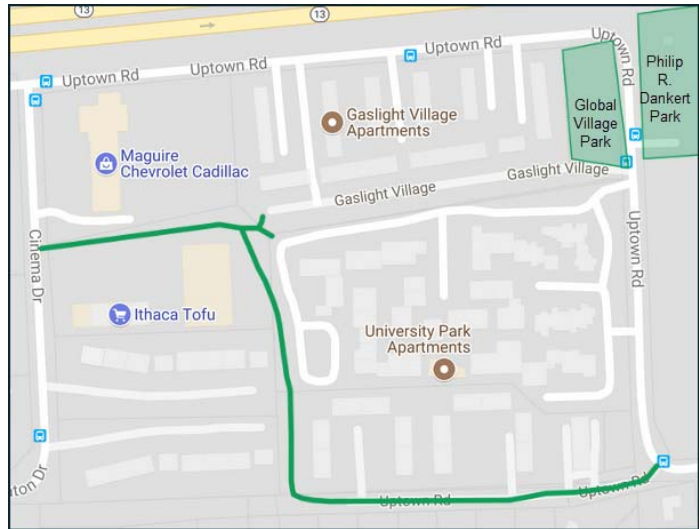 13
13
Uptown Rd
Uptown Rd
Uptown Rd
Uptown Rd
Philip
R.
Dankert
Park
Global
Village
Park
Gaslight Village
Apartments
Maguire
Chevrolet Cadillac
Gaslight Village
Gaslight Village
Cinema Dr
Uptown Rd
Ithaca Tofu
University Park
Apartments
ton Dr
Uptown Rd
Uptown Rd